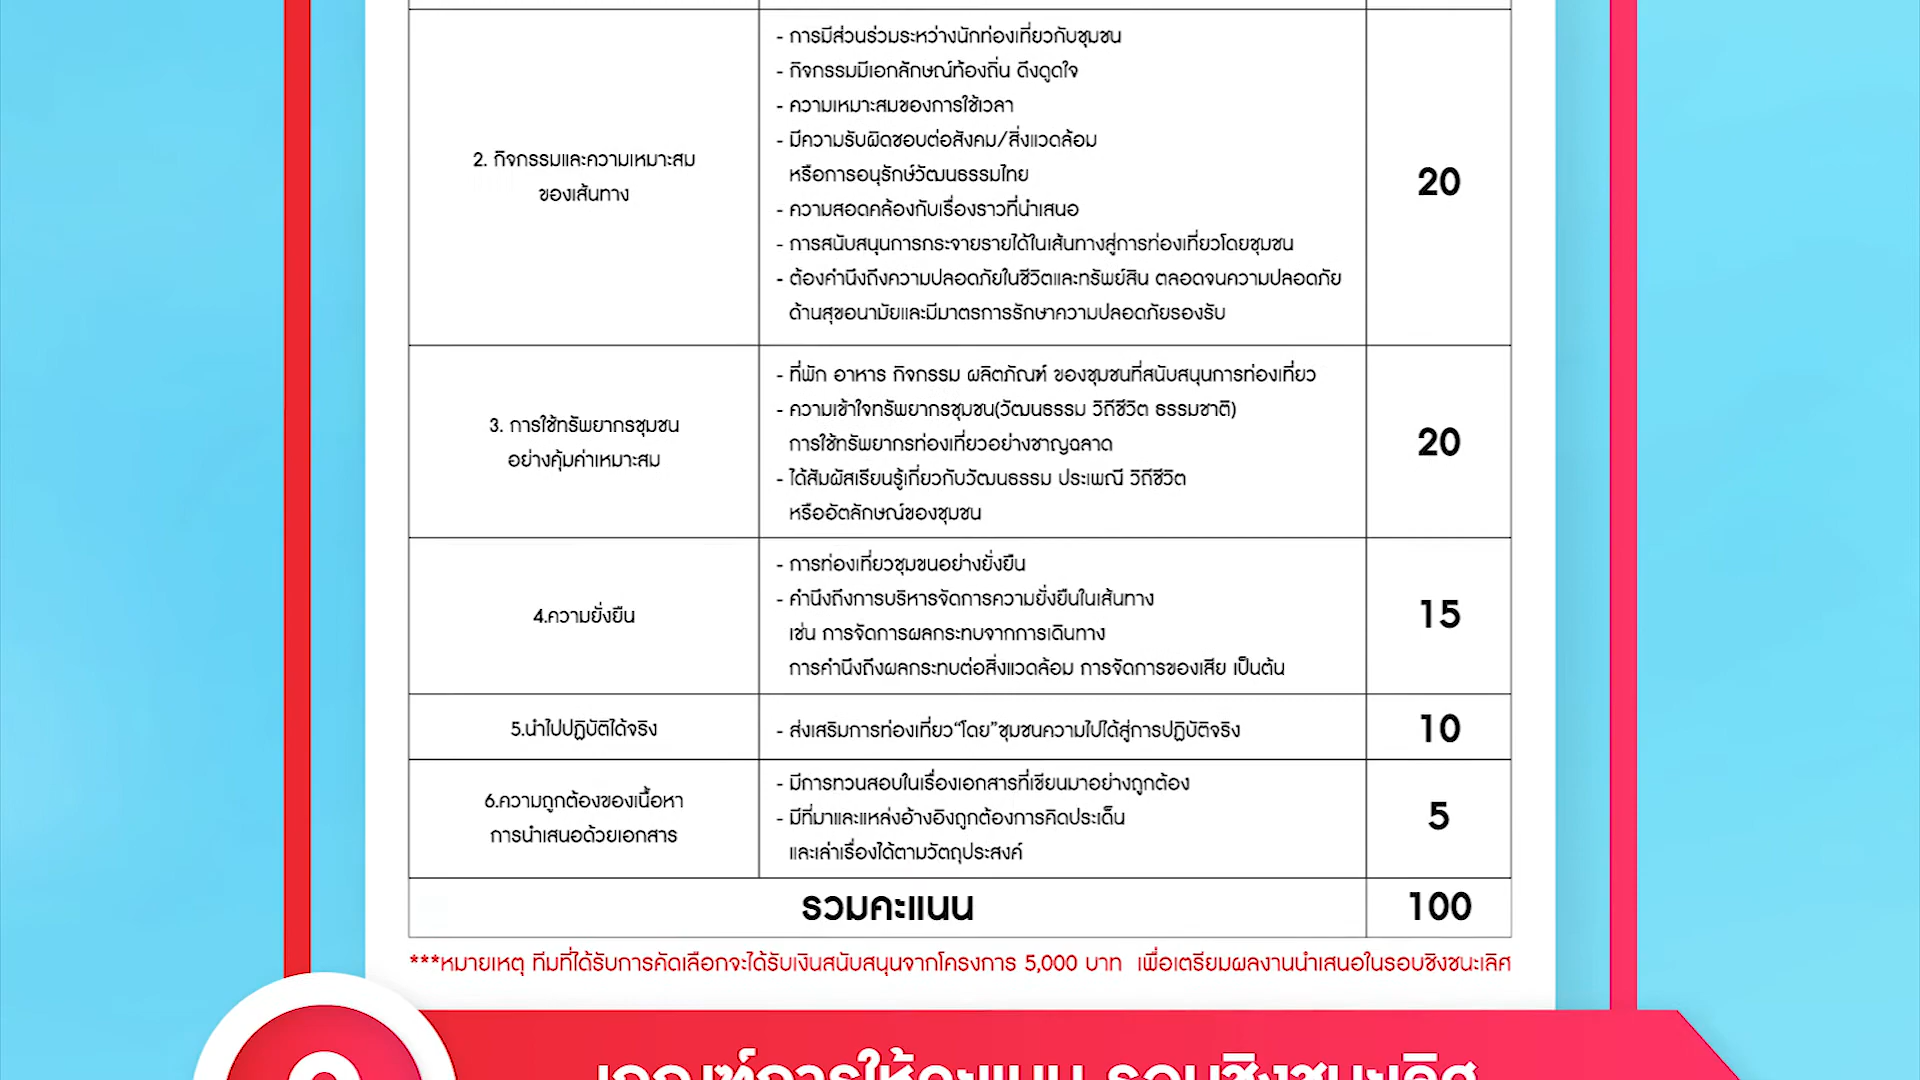 2. กิจกรรมและความเหมาะสม
ของเส้นทาง
- การมีส่วนร่วมระหว่างนักท่องเที่ยวกับชุมชน
- กิจกรรมมีเอกลักษณ์ท้องถิ่น ดึงดูดใจ
- ความเหมาะสมของการใช้เวลา
- มีความรับผิดชอบต่อสังคม/สิ่งแวดล้อม
หรือการอนุรักษ์วัฒนธรรมไทย
- ความสอดคล้องกับเรื่องราวที่นำเสนอ
- การสนับสนุนการกระจายรายได้ในเส้นทางสู่การท่องเที่ยวโดยชุมชน
- ต้องคำนึงถึงความปลอดภัยในชีวิตและทรัพย์สิน ตลอดจนความปลอดภัย
ด้านสุขอนามัยและมีมาตรการรักษาความปลอดภัยรองรับ
20
3. การใช้ทรัพยากรชุมชน
อย่างคุ้มค่าเหมาะสม
- ที่พัก อาหาร กิจกรรม ผลิตภัณฑ์ ของชุมชนที่สนับสนุนการท่องเที่ยว
- ความเข้าใจทรัพยากรชุมชน(วัฒนธรรม วิถีชีวิต ธรรมชาติ)
การใช้ทรัพยากรท่องเที่ยวอย่างชาญฉลาด
- ได้สัมผัสเรียนรู้เกี่ยวกับวัฒนธรรม ประเพณี วิถีชีวิต
หรืออัตลักษณ์ของชุมชน
20
4.ความยั่งยืน
- การท่องเที่ยวชุมชนอย่างยั่งยืน
- คำนึงถึงการบริหารจัดการความยั่งยืนในเส้นทาง
เช่น การจัดการผลกระทบจากการเดินทาง
การคำนึงถึงผลกระทบต่อสิ่งแวดล้อม การจัดการของเสีย เป็นต้น
15
5.นำไปปฏิบัติได้จริง
- ส่งเสริมการท่องเที่ยว“โดย”ชุมชนความไปได้สู่การปฏิบัติจริง
10
6.ความถูกต้องของเนื้อหา
การนำเสนอด้วยเอกสาร
- มีการทวนสอบในเรื่องเอกสารที่เขียนมาอย่างถูกต้อง
- มีที่มาและแหล่งอ้างอิงถูกต้องการคิดประเด็น
และเล่าเรื่องได้ตามวัตถุประสงค์
5
รวมคะแนน
100
***หมายเหตุ ทีมที่ได้รับการคัดเลือกจะได้รับเงินสนับสนุนจากโครงการ 5,000 บาท เพื่อเตรียมผลงานนำเสนอในรอบชิงชนะเลิศ
เกณฑ์การให้คะแนน รอบชิงชนะเลิศ